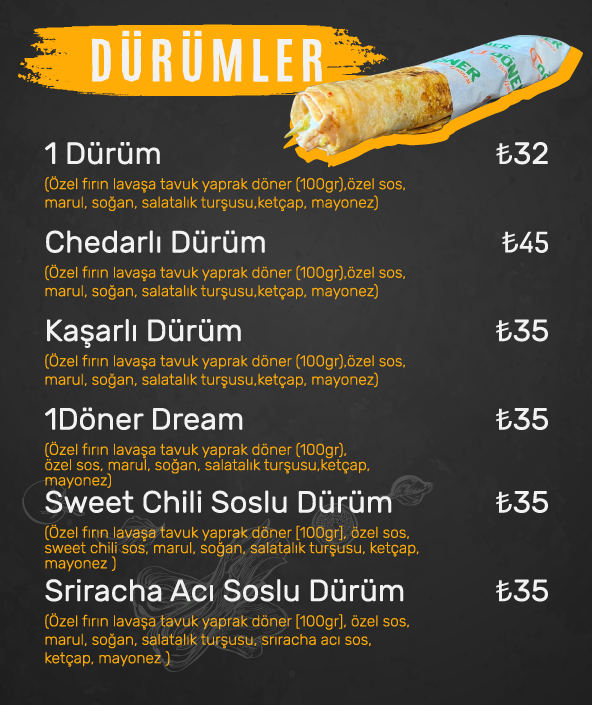 DÜRÜMLER
DÖNER
1 Dürüm ₺32
(Özel fırın lavaşa tavuk yaprak döner (100gr),özel sos,
marul, soğan, salatalık turşusu,ketçap, mayonez)
Chedarlı Dürüm ₺45
(Özel fırın lavaşa tavuk yaprak döner (100gr),özel sos,
marul, soğan, salatalık turşusu,ketçap, mayonez)
Kaşarlı Dürüm ₺35
(Özel fırın lavaşa tavuk yaprak döner (100gr),özel sos,
marul, soğan, salatalık turşusu,ketçap, mayonez)
1Döner Dream ₺35
(Özel fırın lavaşa tavuk yaprak döner (100gr),
özel sos, marul, soğan, salatalık turşusu,ketçap,
mayonez)
Sweet Chili Soslu Dürüm ₺35
(Özel fırın lavaşa tavuk yaprak döner [100gr], özel sos,
sweet chili sos, marul, soğan, salatalık turşusu, ketçap,
mayonez )
Sriracha Acı Soslu Dürüm ₺35
(Özel fırın lavaşa tavuk yaprak döner [100gr], özel sos,
marul, soğan, salatalık turşusu, sriracha acı sos,
ketçap, mayonez )